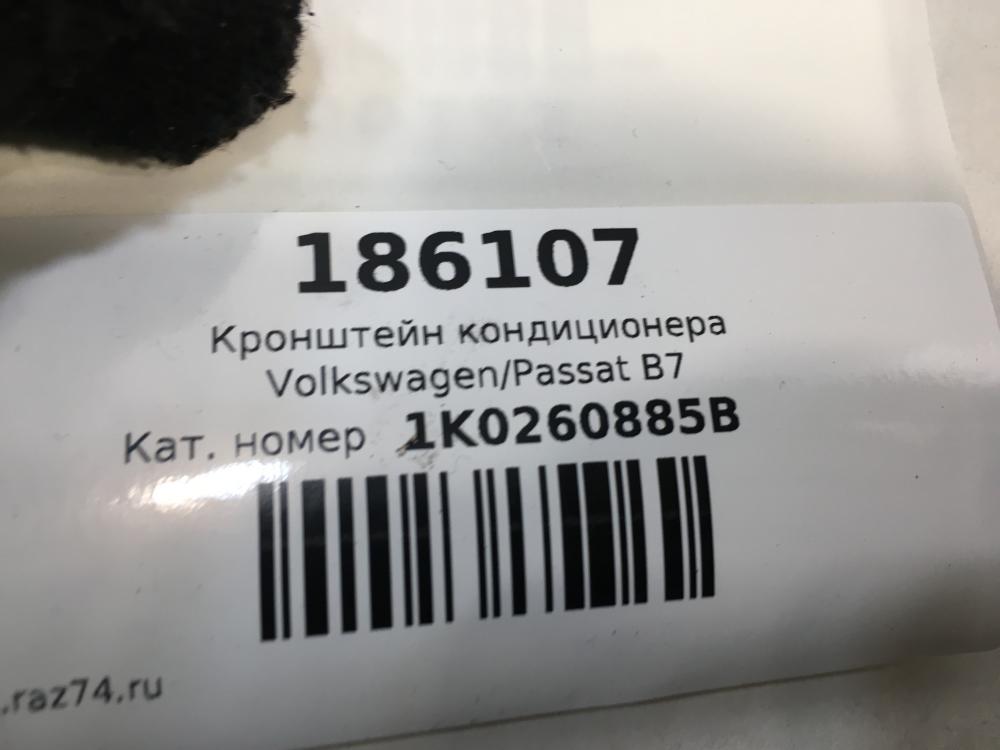 186107
Кронштейн кондиционера
Volkswagen/Passat B7
Кат. номер 1K0260885B
.raz74.ru